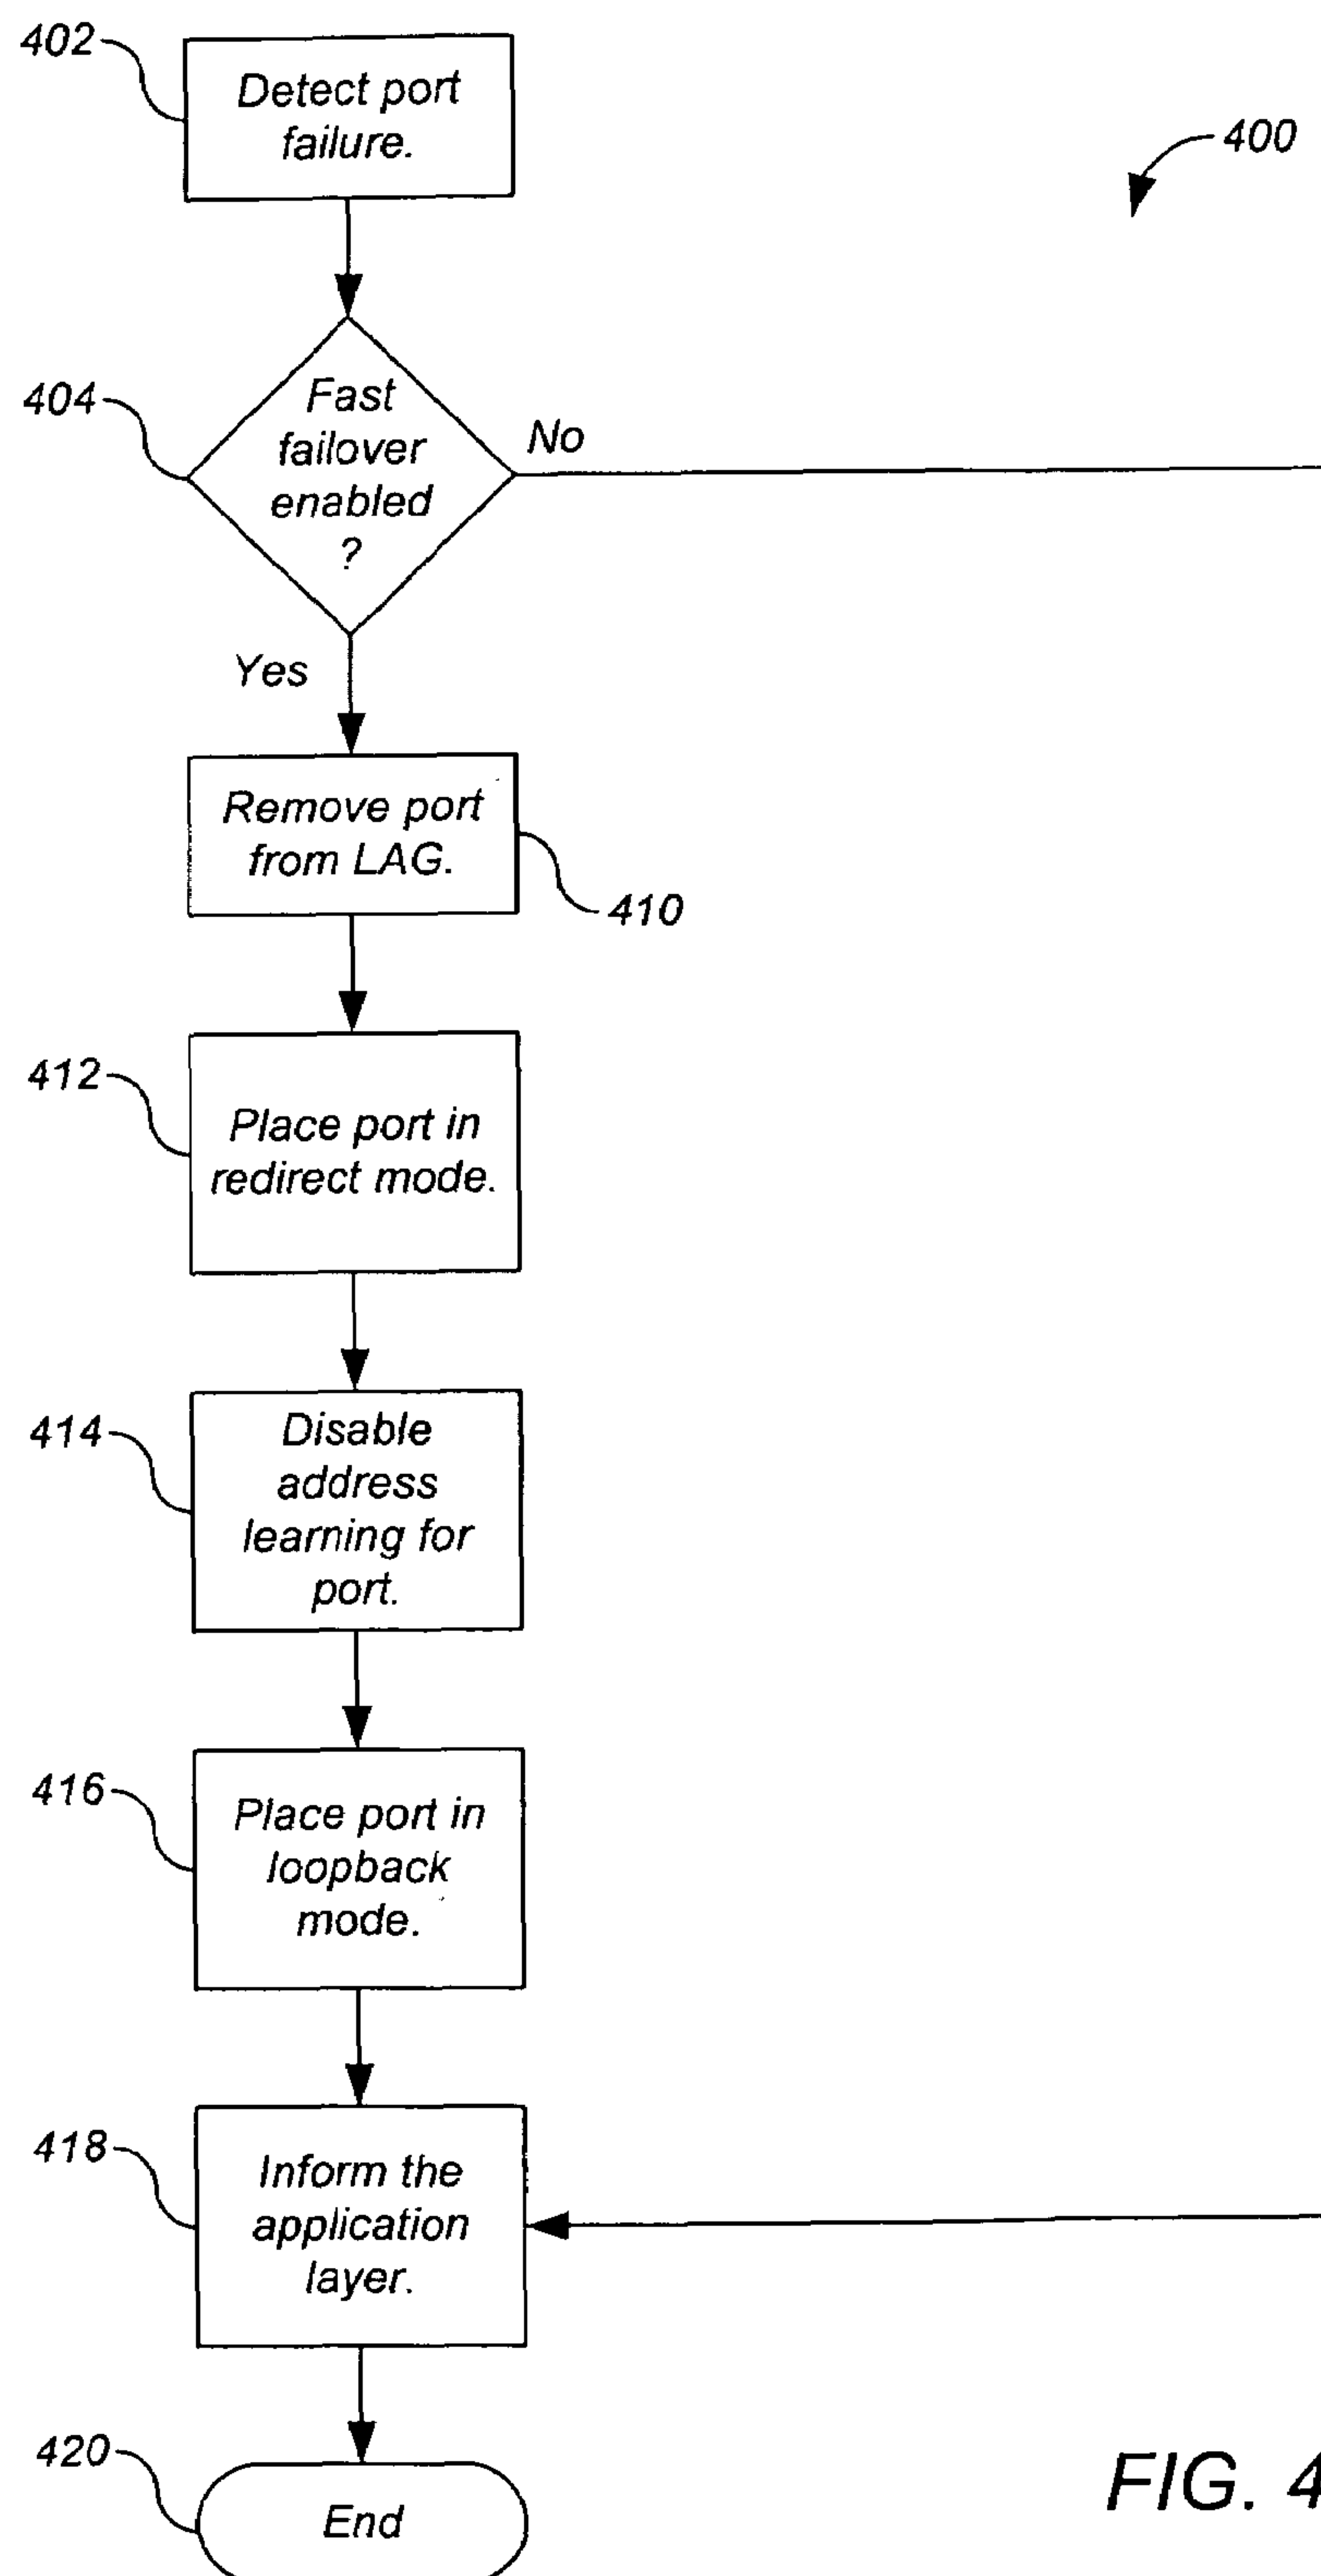 402
Detect port
failure.
400
404
Fast
failover
enabled
?
No
Yes
Remove port
from LAG.
410
412
Place port in
redirect mode.
414
Disable
address
learning for
port.
416
Place port in
loopback
mode.
418
Inform the
application
layer.
420
End
FIG. 4